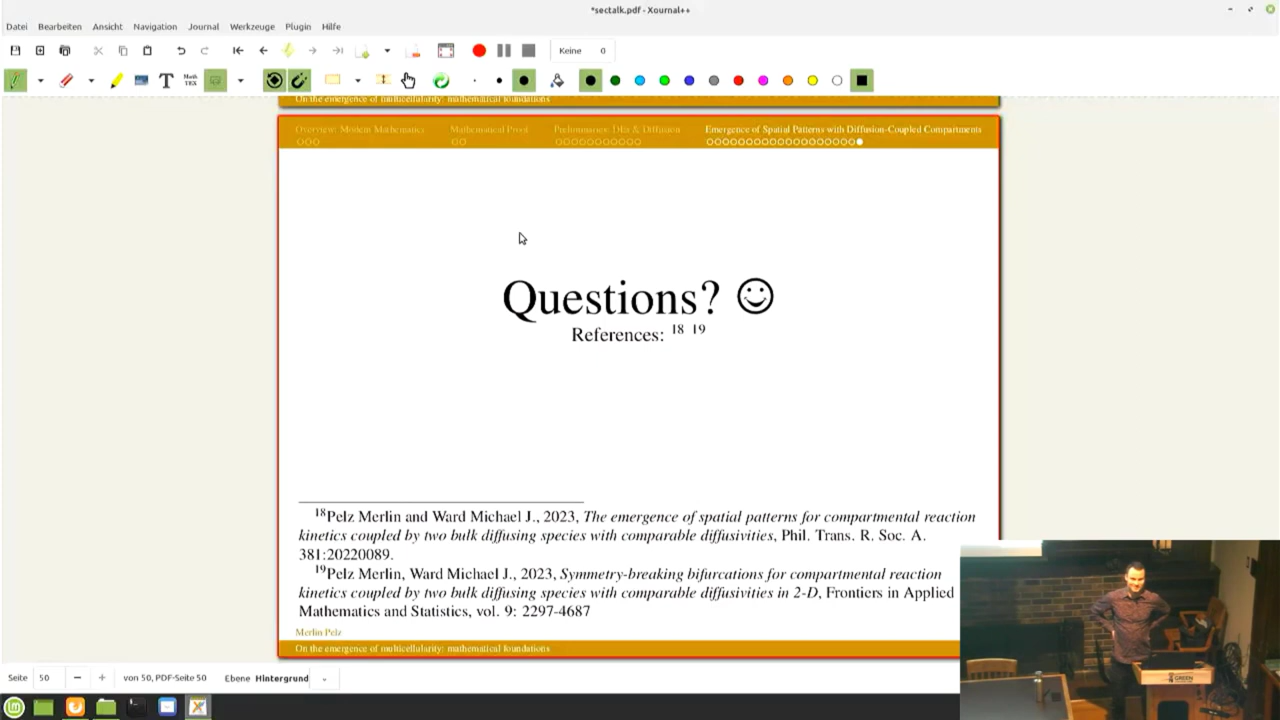 *sectalk.pdf - Xournal++
Datei Bearbeiten Ansicht Navigation Journal Werkzeuge Plugin Hilfe
Keine 0
T Math TEX
On the emergence of multicellularity: mathematical foundations
Overview: Modern Mathematics Mathematical Proof Preliminaries: DEs & Diffusion Emergence of Spatial Patterns with Diffusion-Coupled Compartments
Questions? ☺
References: 18 19
18Pelz Merlin and Ward Michael J., 2023, The emergence of spatial patterns for compartmental reaction
kinetics coupled by two bulk diffusing species with comparable diffusivities, Phil. Trans. R. Soc. A.
381:20220089.
19Pelz Merlin, Ward Michael J., 2023, Symmetry-breaking bifurcations for compartmental reaction
kinetics coupled by two bulk diffusing species with comparable diffusivities in 2-D, Frontiers in Applied
Mathematics and Statistics, vol. 9: 2297-4687
Merlin Pelz
On the emergence of multicellularity: mathematical foundations
GREEN
Seite 50 von 50, PDF-Seite 50 Ebene Hintergrund